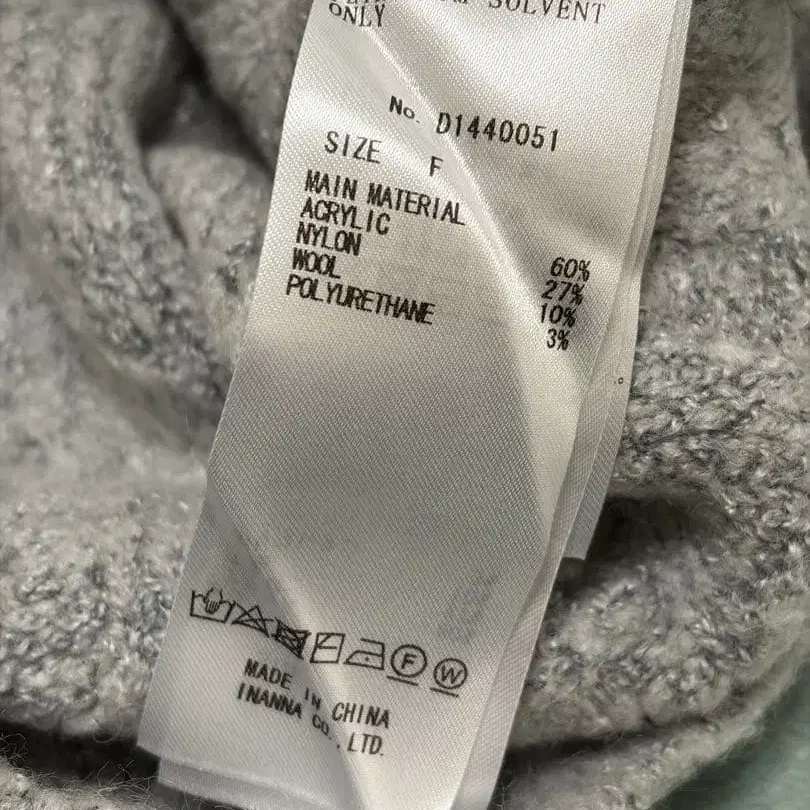 SOLVENT
ONLY
No. D1440051
SIZE F
MAIN MATERIAL
ACRYLIC 60%
NYLON 27%
WOOL 10%
POLYURETHANE 3%
F W
MADE IN CHINA
INANNA CO., LTD.